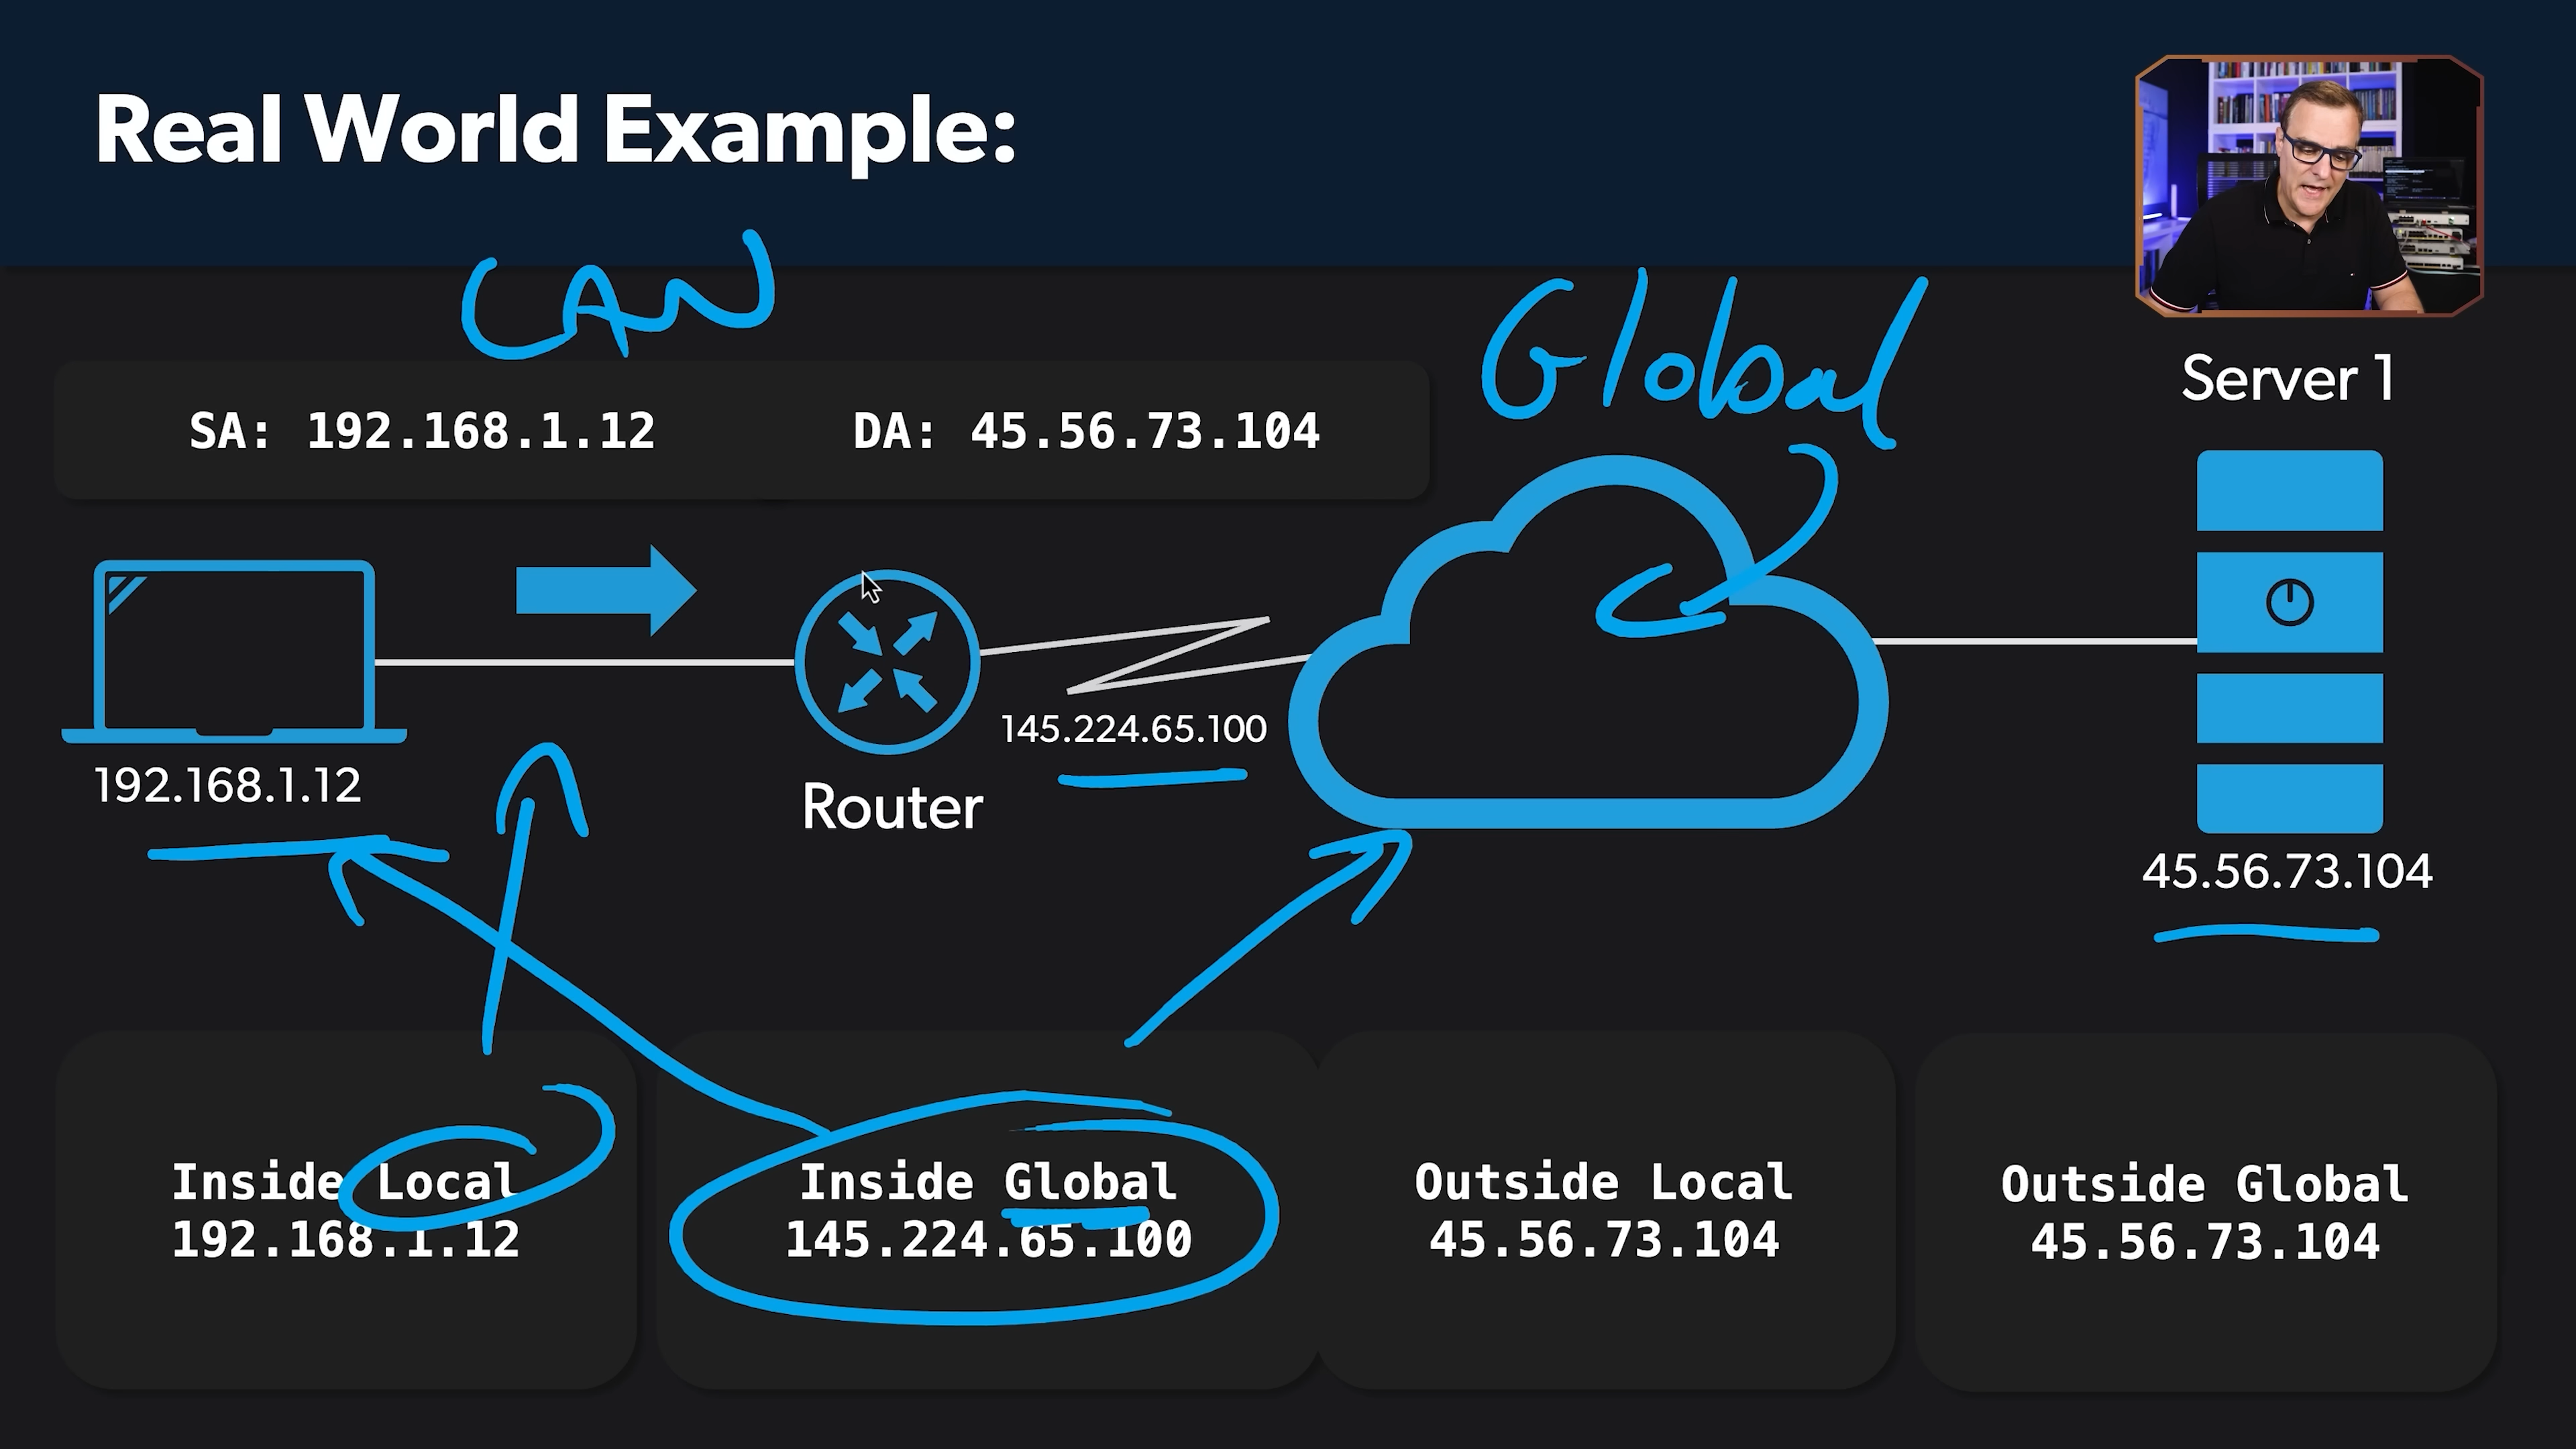 Real World Example:
LAN
Global
SA: 192.168.1.12 DA: 45.56.73.104
Server 1
192.168.1.12
Router
145.224.65.100
45.56.73.104
Inside Local
192.168.1.12
Inside Global
145.224.65.100
Outside Local
45.56.73.104
Outside Global
45.56.73.104